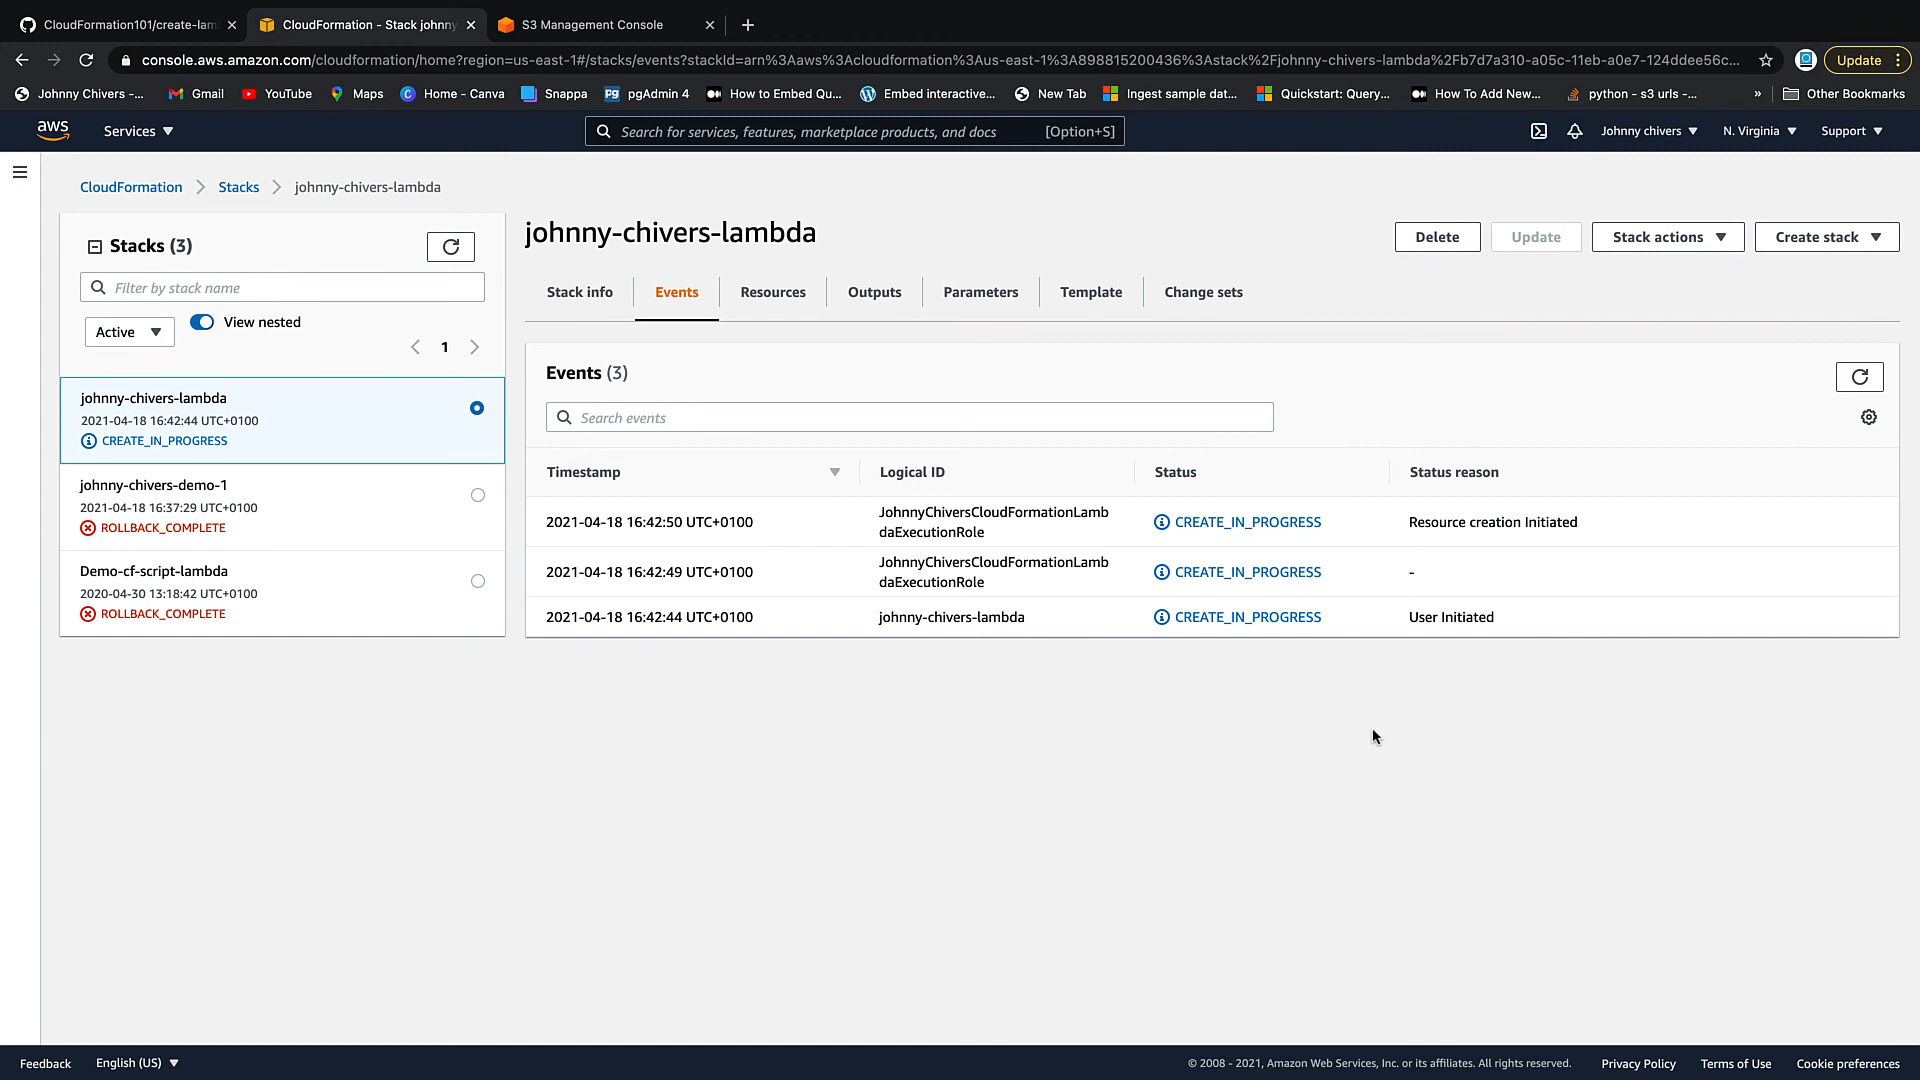 CloudFormation101/create-lam
CloudFormation - Stack johnny
S3 Management Console
console.aws.amazon.com/cloudformation/home?region=us-east-1#/stacks/events?stackId=arn%3Aaws%3Acloudformation%3Aus-east-1%3A898815200436%3Astack%2Fjohnny-chivers-lambda%2Fb7d7a310-a05c-11eb-a0e7-124ddee56c...
Update
Johnny Chivers -...
Gmail
YouTube
Maps
Home - Canva
Snappa
pgAdmin 4
How to Embed Qu...
Embed interactive...
New Tab
Ingest sample dat...
Quickstart: Query...
How To Add New...
python - s3 urls -...
»
Other Bookmarks
aws
Services
Search for services, features, marketplace products, and docs
[Option+S]
Johnny chivers
N. Virginia
Support
CloudFormation
Stacks
johnny-chivers-lambda
Stacks (3)
Filter by stack name
Active
View nested
1
johnny-chivers-lambda
2021-04-18 16:42:44 UTC+0100
CREATE_IN_PROGRESS
johnny-chivers-demo-1
2021-04-18 16:37:29 UTC+0100
ROLLBACK_COMPLETE
Demo-cf-script-lambda
2020-04-30 13:18:42 UTC+0100
ROLLBACK_COMPLETE
johnny-chivers-lambda
Delete
Update
Stack actions
Create stack
Stack info
Events
Resources
Outputs
Parameters
Template
Change sets
Events (3)
Search events
Timestamp
Logical ID
Status
Status reason
2021-04-18 16:42:50 UTC+0100
JohnnyChiversCloudFormationLamb
daExecutionRole
CREATE_IN_PROGRESS
Resource creation Initiated
2021-04-18 16:42:49 UTC+0100
JohnnyChiversCloudFormationLamb
daExecutionRole
CREATE_IN_PROGRESS
-
2021-04-18 16:42:44 UTC+0100
johnny-chivers-lambda
CREATE_IN_PROGRESS
User Initiated
Feedback
English (US)
© 2008 - 2021, Amazon Web Services, Inc. or its affiliates. All rights reserved.
Privacy Policy
Terms of Use
Cookie preferences